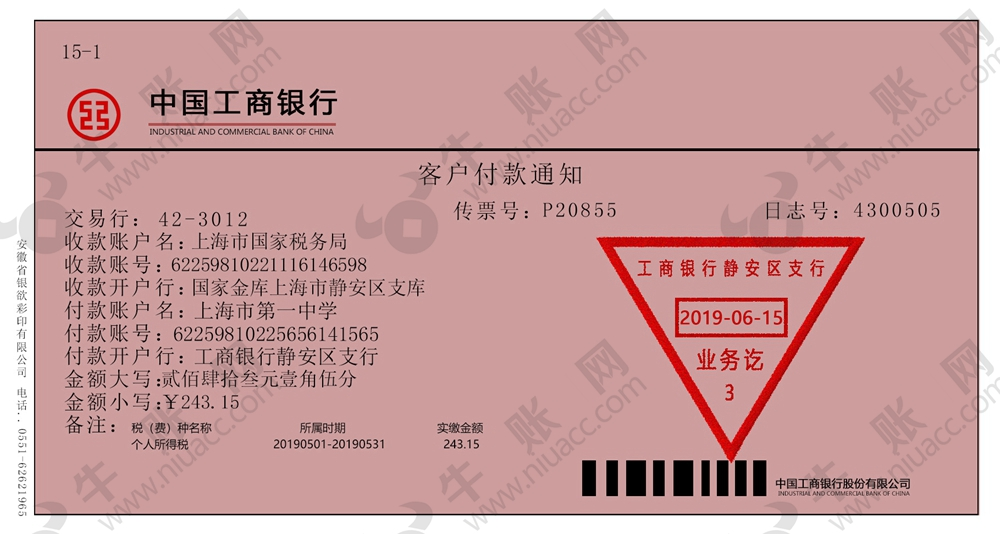 15-1
中国工商银行
INDUSTRIAL AND COMMERCIAL BANK OF CHINA
客户付款通知
传票号：P20855
日志号：4300505
交易行： 42-3012
收款账户名：上海市国家税务局
收款账号：62259810221116146598
收款开户行：国家金库上海市静安区支库
付款账户名：上海市第一中学
付款账号：62259810225656141565
付款开户行：工商银行静安区支行
金额大写:贰佰肆拾叁元壹角伍分
金额小写:￥243.15
备注： 税（费）种名称 所属时期 实缴金额
个人所得税 20190501-20190531 243.15
工商银行静安区支行
2019-06-15
业务讫
3
中国工商银行股份有限公司
INDUSTRIAL AND COMMERCIAL BANK OF CHINA
安徽省银欲彩印有限公司 电话..0551-62621965
牛账网
www.niuacc.com